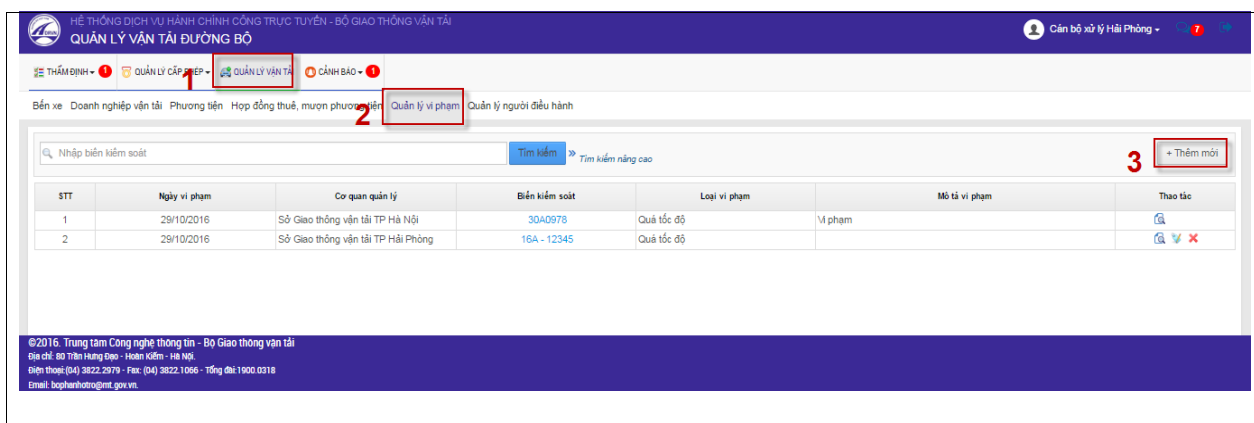 HỆ THỐNG DỊCH VỤ HÀNH CHÍNH CÔNG TRỰC TUYẾN - BỘ GIAO THÔNG VẬN TẢI
QUẢN LÝ VẬN TẢI ĐƯỜNG BỘ
Cán bộ xử lý Hải Phòng 7
THẨM ĐỊNH 1 QUẢN LÝ CẤP PHÉP QUẢN LÝ VẬN TẢI CẢNH BÁO 1
1
Bến xe Doanh nghiệp vận tải Phương tiện Hợp đồng thuê, mượn phương tiện Quản lý vi phạm Quản lý người điều hành
2
Nhập biên kiểm soát Tìm kiếm » Tìm kiếm nâng cao + Thêm mới
3
STT Ngày vi phạm Cơ quan quản lý Biển kiểm soát Loại vi phạm Mô tả vi phạm Thao tác
1 29/10/2016 Sở Giao thông vận tải TP Hà Nội 30A0978 Quá tốc độ Vi phạm
2 29/10/2016 Sở Giao thông vận tải TP Hải Phòng 16A - 12345 Quá tốc độ
©2016. Trung tâm Công nghệ thông tin - Bộ Giao thông vận tải
Địa chỉ: 80 Trần Hưng Đạo - Hoàn Kiếm - Hà Nội.
Điện thoại:(04) 3822.2979 - Fax: (04) 3822.1066 - Tổng đài:1900.0318
Email: bophanhotro@mt.gov.vn.